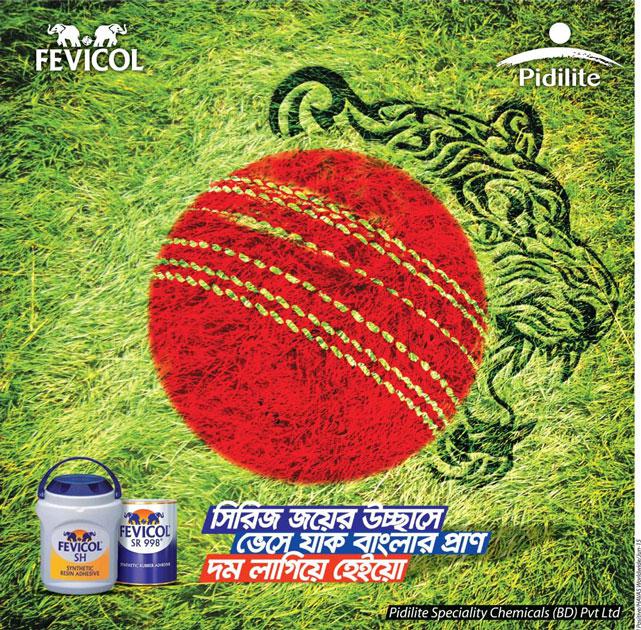 FEVICOL
Pidilite
সিরিজ জয়ের উচ্ছাসে
ভেসে যাক বাংলার প্রাণ
দম লাগিয়ে হেইয়ো
FEVICOL
SH
SYNTHETIC
RESIN ADHESIVE
FEVICOL
SR 998
SYNTHETIC RUBBER ADHESIVE
Pidilite Speciality Chemicals (BD) Pvt Ltd